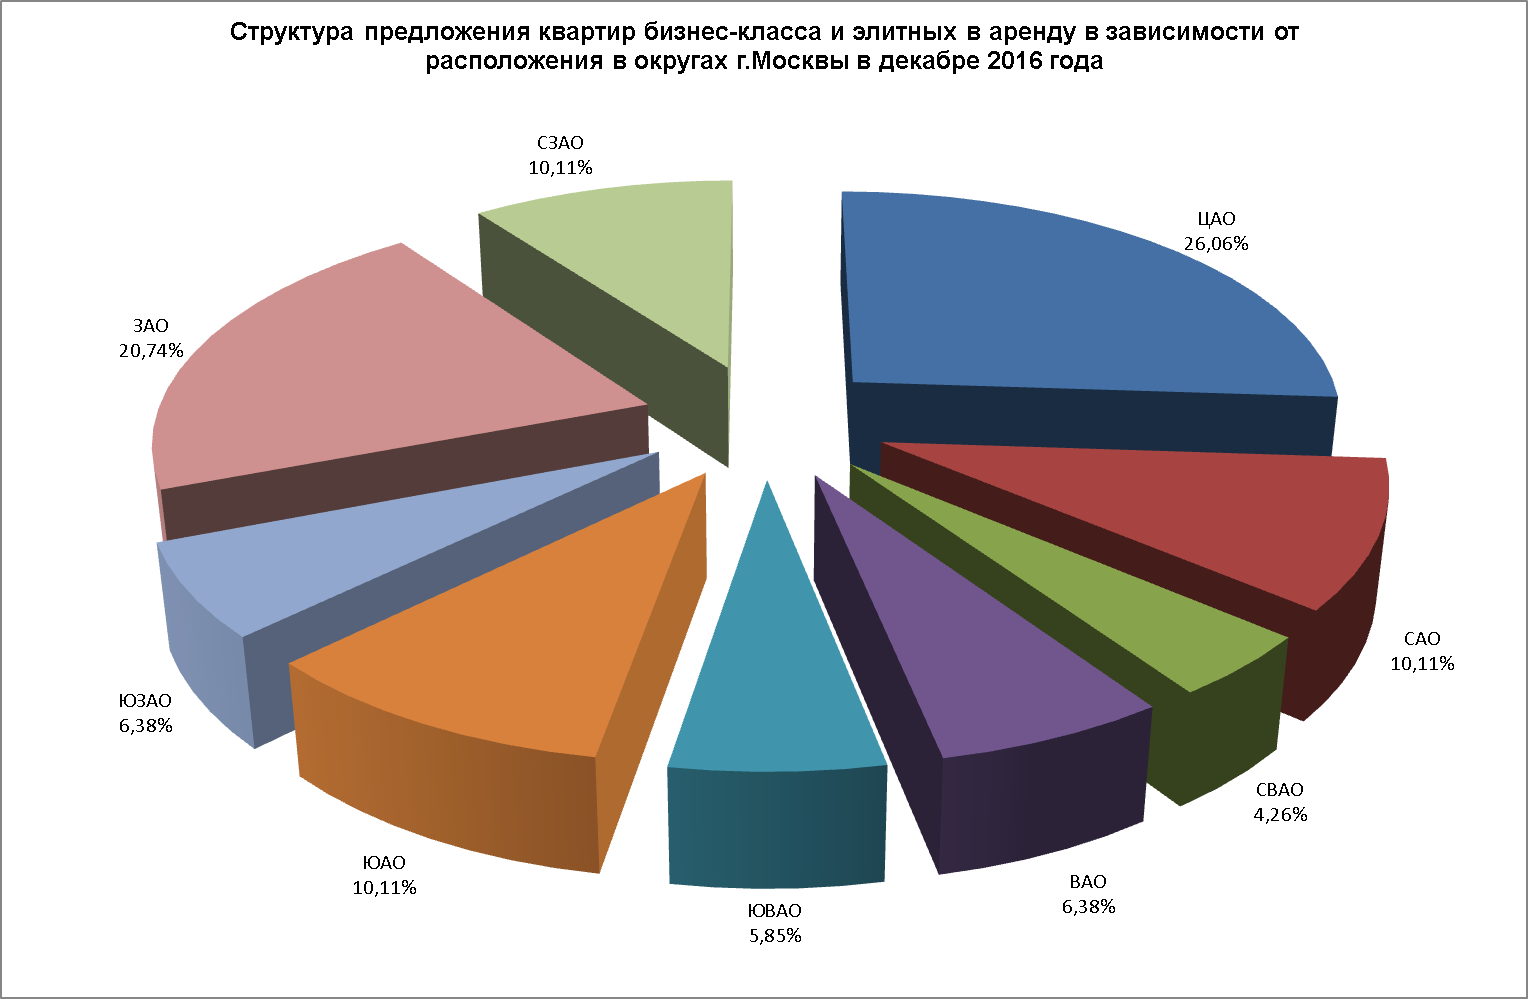 Структура предложения квартир бизнес-класса и элитных в аренду в зависимости от
расположения в округах г.Москвы в декабре 2016 года
СЗАО
10,11%
ЦАО
26,06%
ЗАО
20,74%
САО
10,11%
ЮЗАО
6,38%
СВАО
4,26%
ЮАО
10,11%
ВАО
6,38%
ЮВАО
5,85%